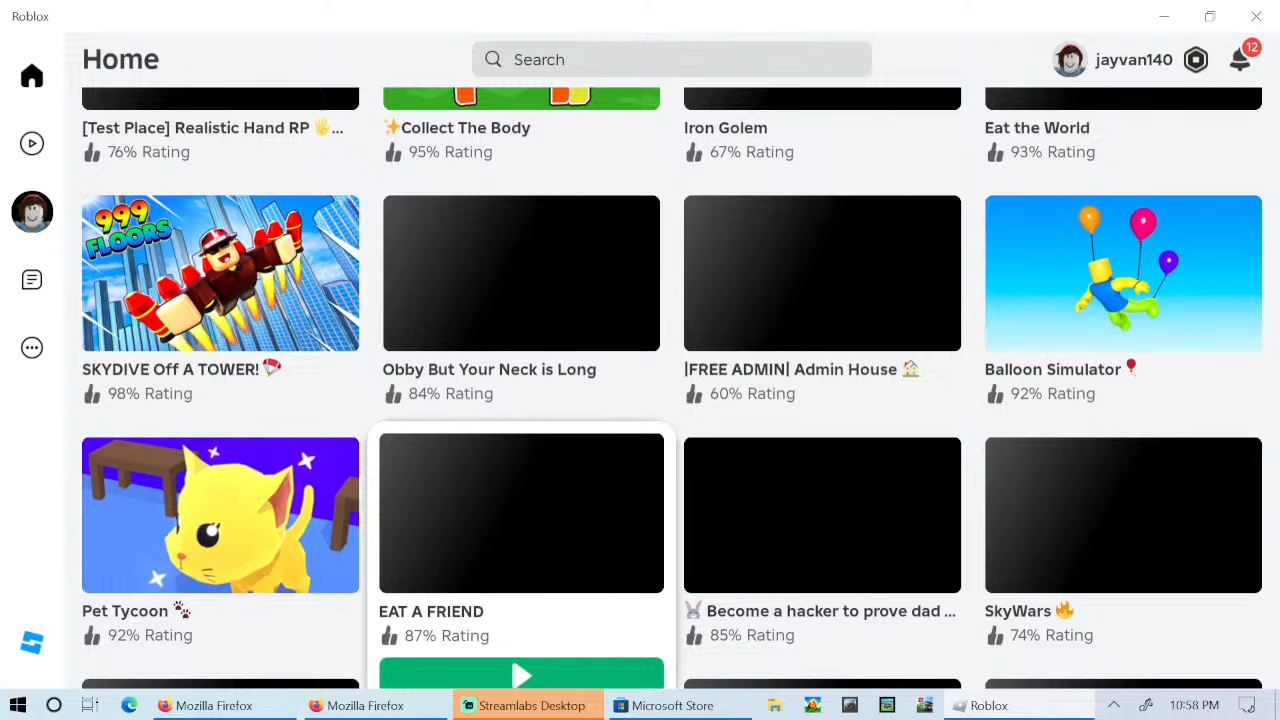 Roblox
Home
Search
jayvan140
12
[Test Place] Realistic Hand RP 🖐...
✨Collect The Body
Iron Golem
Eat the World
76% Rating
95% Rating
67% Rating
93% Rating
999
FLOORS
SKYDIVE Off A TOWER! 🪂
Obby But Your Neck is Long
|FREE ADMIN| Admin House 🏠
Balloon Simulator🎈
98% Rating
84% Rating
60% Rating
92% Rating
Pet Tycoon 🐾
EAT A FRIEND
🐰 Become a hacker to prove dad ...
SkyWars 🔥
92% Rating
87% Rating
85% Rating
74% Rating
Mozilla Firefox
Mozilla Firefox
Streamlabs Desktop
Microsoft Store
Roblox
10:58 PM